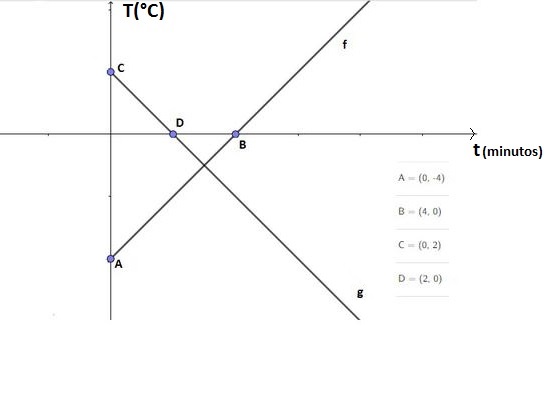 T(°C)
f
C
D
B
t (minutos)
A = (0, -4)
B = (4, 0)
C = (0, 2)
A
D = (2, 0)
g